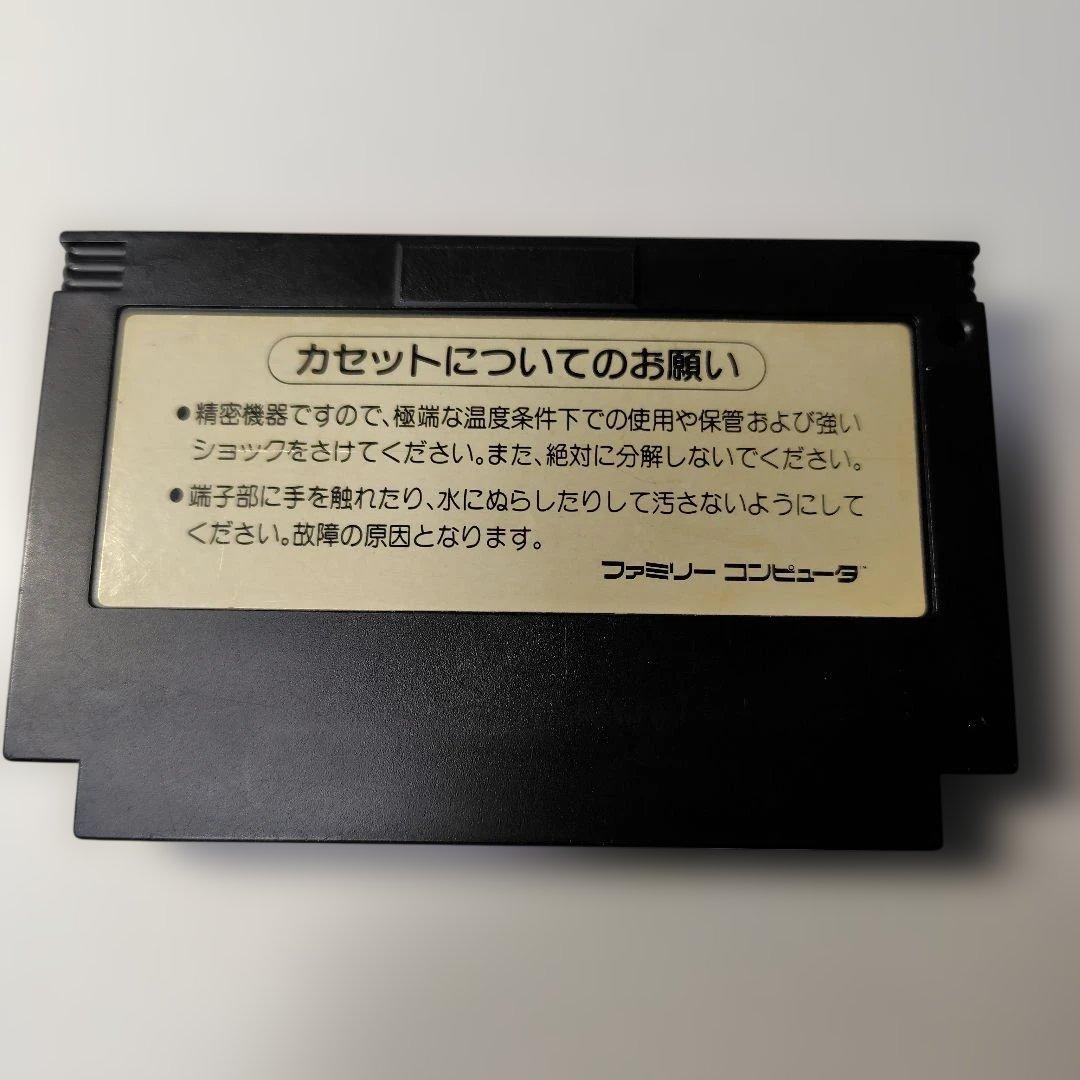 カセットについてのお願い
●精密機器ですので、極端な温度条件下での使用や保管および強い
ショックをさけてください。また、絶対に分解しないでください。
●端子部に手を触れたり、水にぬらしたりして汚さないようにして
ください。故障の原因となります。
ファミリー コンピュータ™